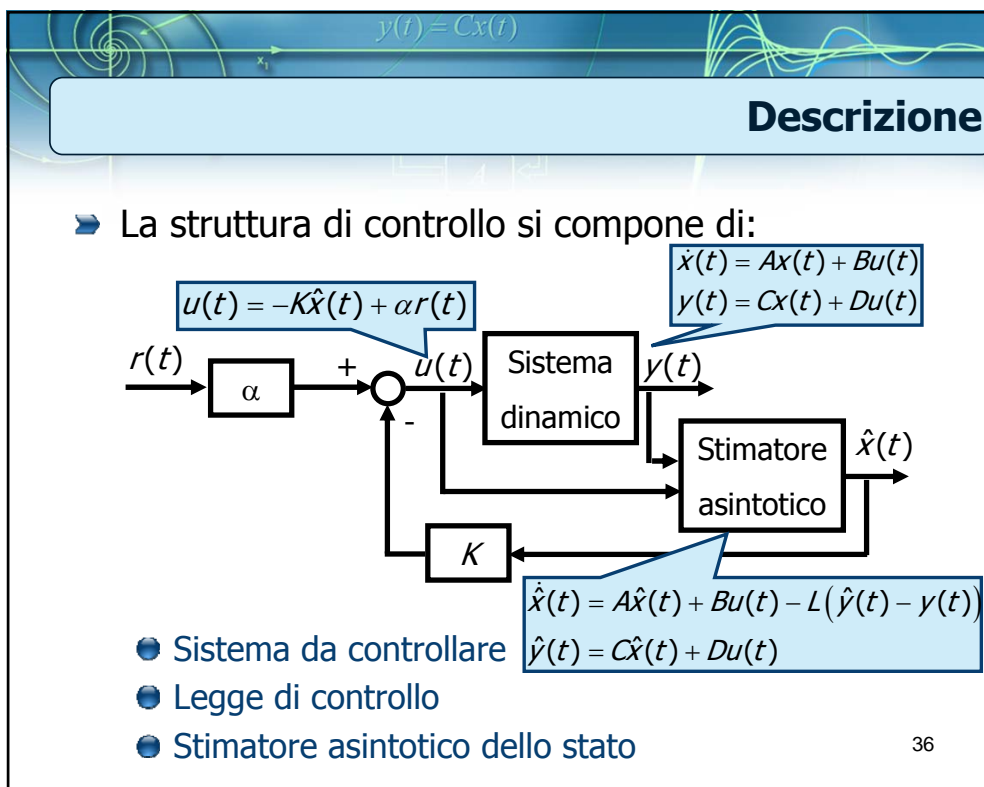 y(t) = Cx(t)
x₁
Descrizione
A
La struttura di controllo si compone di:
ẋ(t) = Ax(t) + Bu(t)
y(t) = Cx(t) + Du(t)
u(t) = −Kx̂(t) + αr(t)
r(t)
α
+
-
u(t)
Sistema
dinamico
y(t)
Stimatore
asintotico
x̂(t)
K
x̂̇(t) = Ax̂(t) + Bu(t) − L(ŷ(t) − y(t))
ŷ(t) = Cx̂(t) + Du(t)
Sistema da controllare
Legge di controllo
Stimatore asintotico dello stato
36